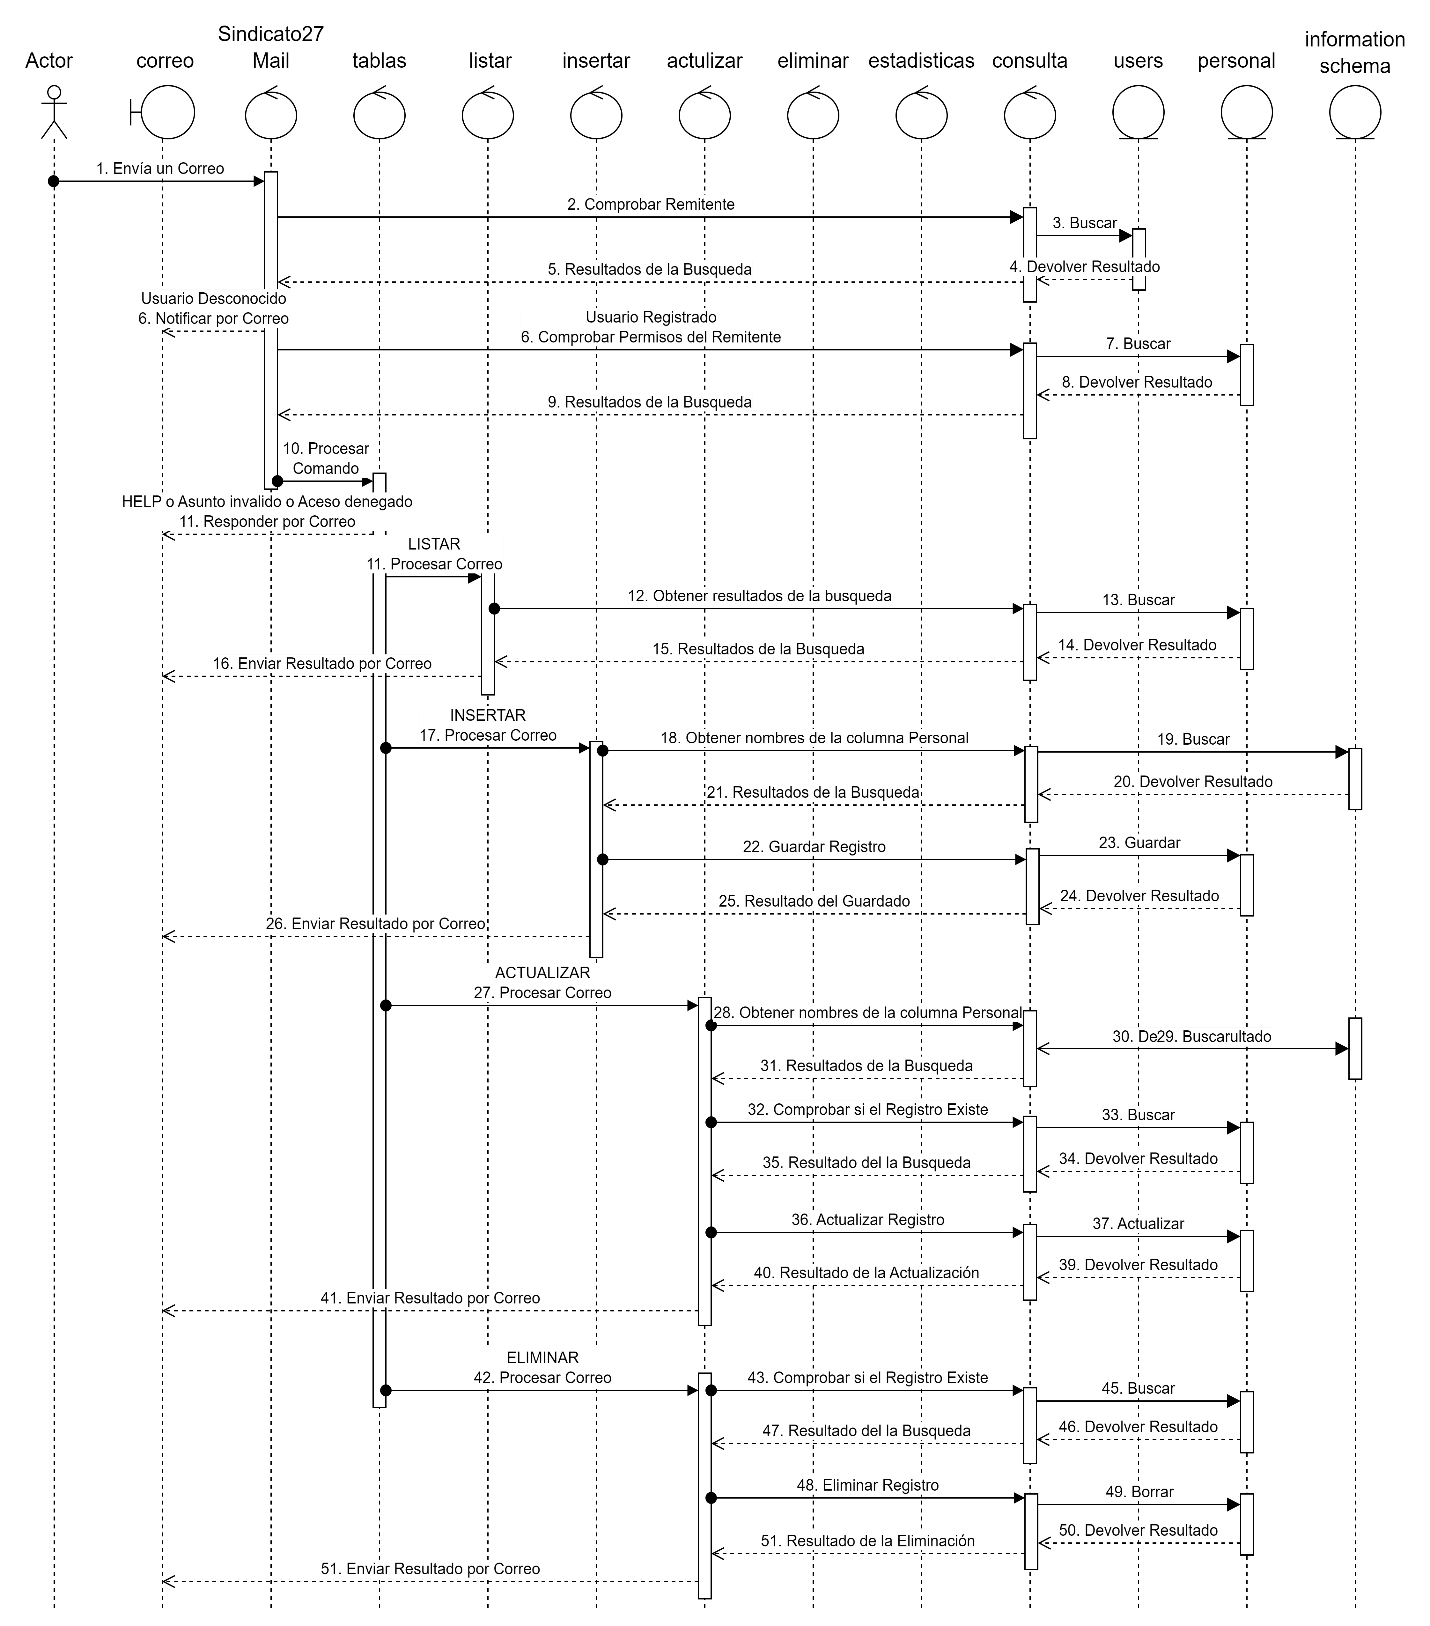 Sindicato27
Actor
correo
Mail
tablas
listar
insertar
actulizar
eliminar
estadisticas
consulta
users
personal
information
schema
1. Envía un Correo
2. Comprobar Remitente
3. Buscar
4. Devolver Resultado
5. Resultados de la Busqueda
Usuario Desconocido
6. Notificar por Correo
Usuario Registrado
6. Comprobar Permisos del Remitente
7. Buscar
8. Devolver Resultado
9. Resultados de la Busqueda
10. Procesar
Comando
HELP o Asunto invalido o Aceso denegado
11. Responder por Correo
LISTAR
11. Procesar Correo
12. Obtener resultados de la busqueda
13. Buscar
14. Devolver Resultado
15. Resultados de la Busqueda
16. Enviar Resultado por Correo
INSERTAR
17. Procesar Correo
18. Obtener nombres de la columna Personal
19. Buscar
20. Devolver Resultado
21. Resultados de la Busqueda
22. Guardar Registro
23. Guardar
24. Devolver Resultado
25. Resultado del Guardado
26. Enviar Resultado por Correo
ACTUALIZAR
27. Procesar Correo
28. Obtener nombres de la columna Personal
30. De29. Buscarultado
31. Resultados de la Busqueda
32. Comprobar si el Registro Existe
33. Buscar
34. Devolver Resultado
35. Resultado del la Busqueda
36. Actualizar Registro
37. Actualizar
39. Devolver Resultado
40. Resultado de la Actualización
41. Enviar Resultado por Correo
ELIMINAR
42. Procesar Correo
43. Comprobar si el Registro Existe
45. Buscar
46. Devolver Resultado
47. Resultado del la Busqueda
48. Eliminar Registro
49. Borrar
50. Devolver Resultado
51. Resultado de la Eliminación
51. Enviar Resultado por Correo